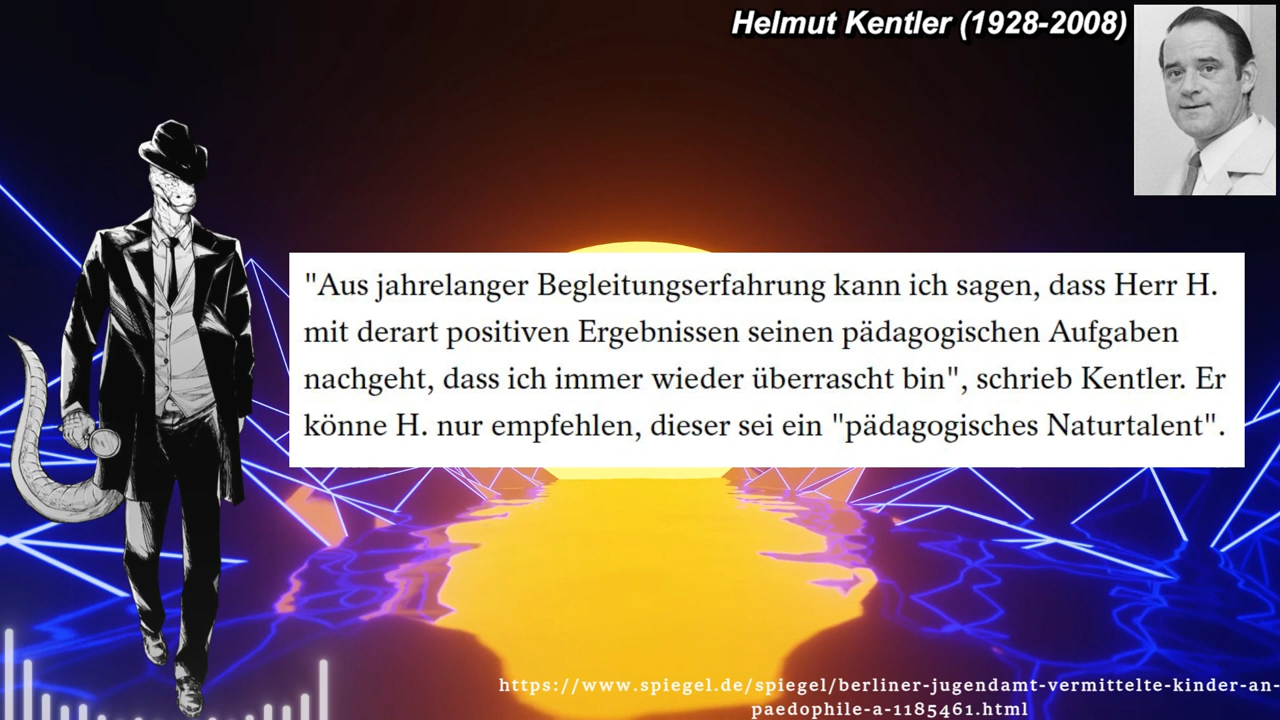 Helmut Kentler (1928-2008)
"Aus jahrelanger Begleitungserfahrung kann ich sagen, dass Herr H.
mit derart positiven Ergebnissen seinen pädagogischen Aufgaben
nachgeht, dass ich immer wieder überrascht bin", schrieb Kentler. Er
könne H. nur empfehlen, dieser sei ein "pädagogisches Naturtalent".
https://www.spiegel.de/spiegel/berliner-jugendamt-vermittelte-kinder-an-
paedophile-a-1185461.html